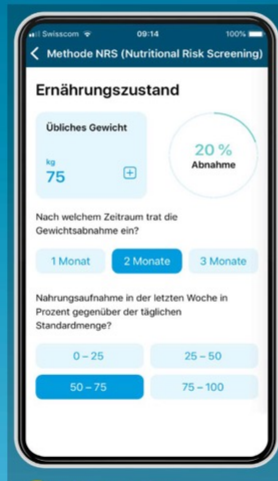 Swisscom
09:14
100%
Methode NRS (Nutritional Risk Screening)
Ernährungszustand
Übliches Gewicht
kg
75
20 %
Abnahme
Nach welchem Zeitraum trat die
Gewichtsabnahme ein?
1 Monat
2 Monate
3 Monate
Nahrungsaufnahme in der letzten Woche in
Prozent gegenüber der täglichen
Standardmenge?
0 – 25
25 – 50
50 – 75
75 – 100